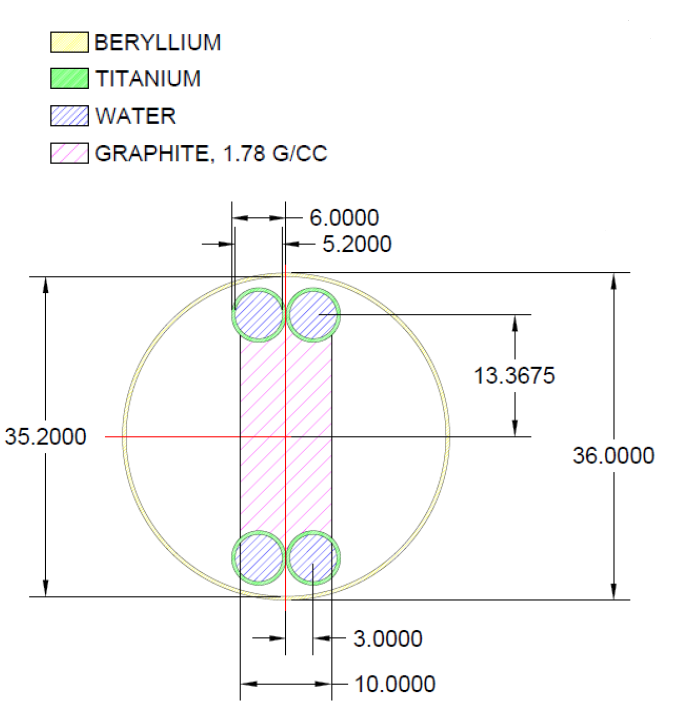 BERYLLIUM
TITANIUM
WATER
GRAPHITE, 1.78 G/CC
6.0000
5.2000
13.3675
35.2000
36.0000
3.0000
10.0000